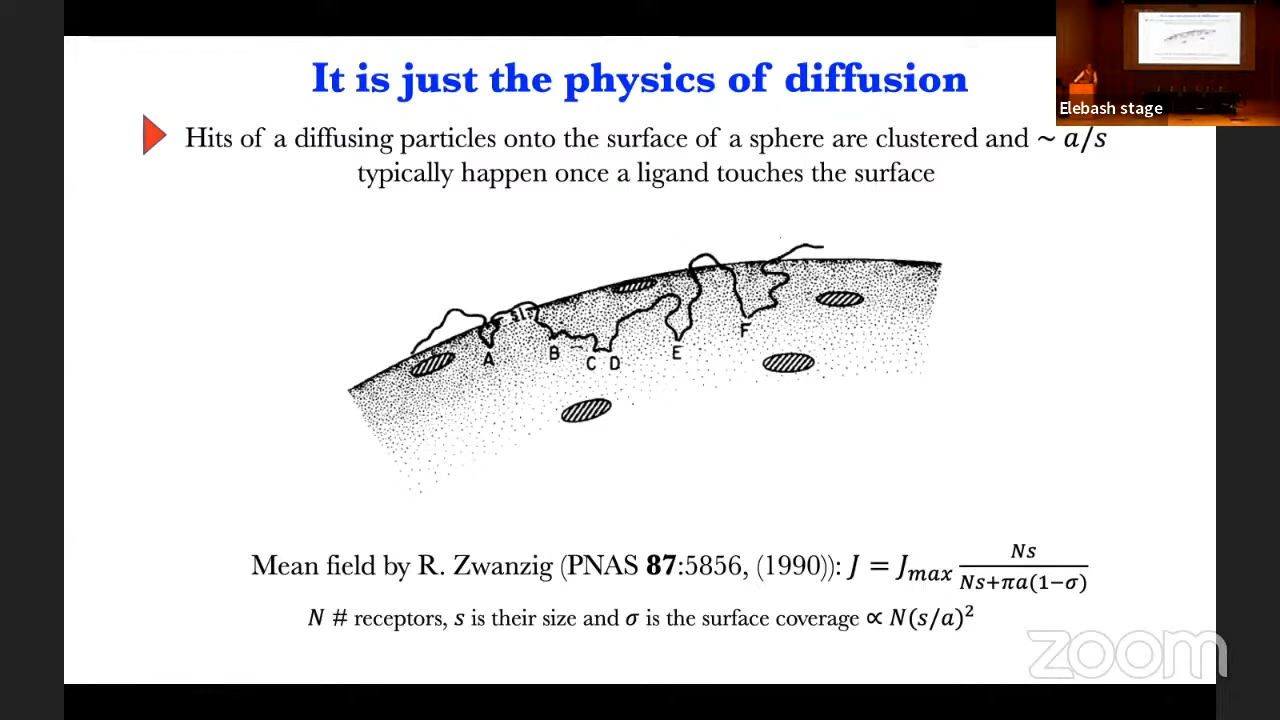 It is just the physics of diffusion
Hits of a diffusing particles onto the surface of a sphere are clustered and ~ a/s
typically happen once a ligand touches the surface
A
B
C D
E
F
Mean field by R. Zwanzig (PNAS 87:5856, (1990)): J = J_max Ns / (Ns+πa(1−σ))
N # receptors, s is their size and σ is the surface coverage ∝ N(s/a)²
Elebash stage
zoom